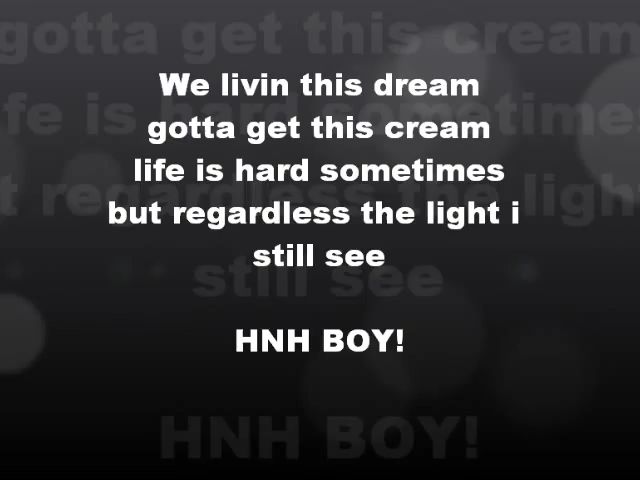 We livin this dream
gotta get this cream
life is hard sometimes
but regardless the light i
still see
HNH BOY!